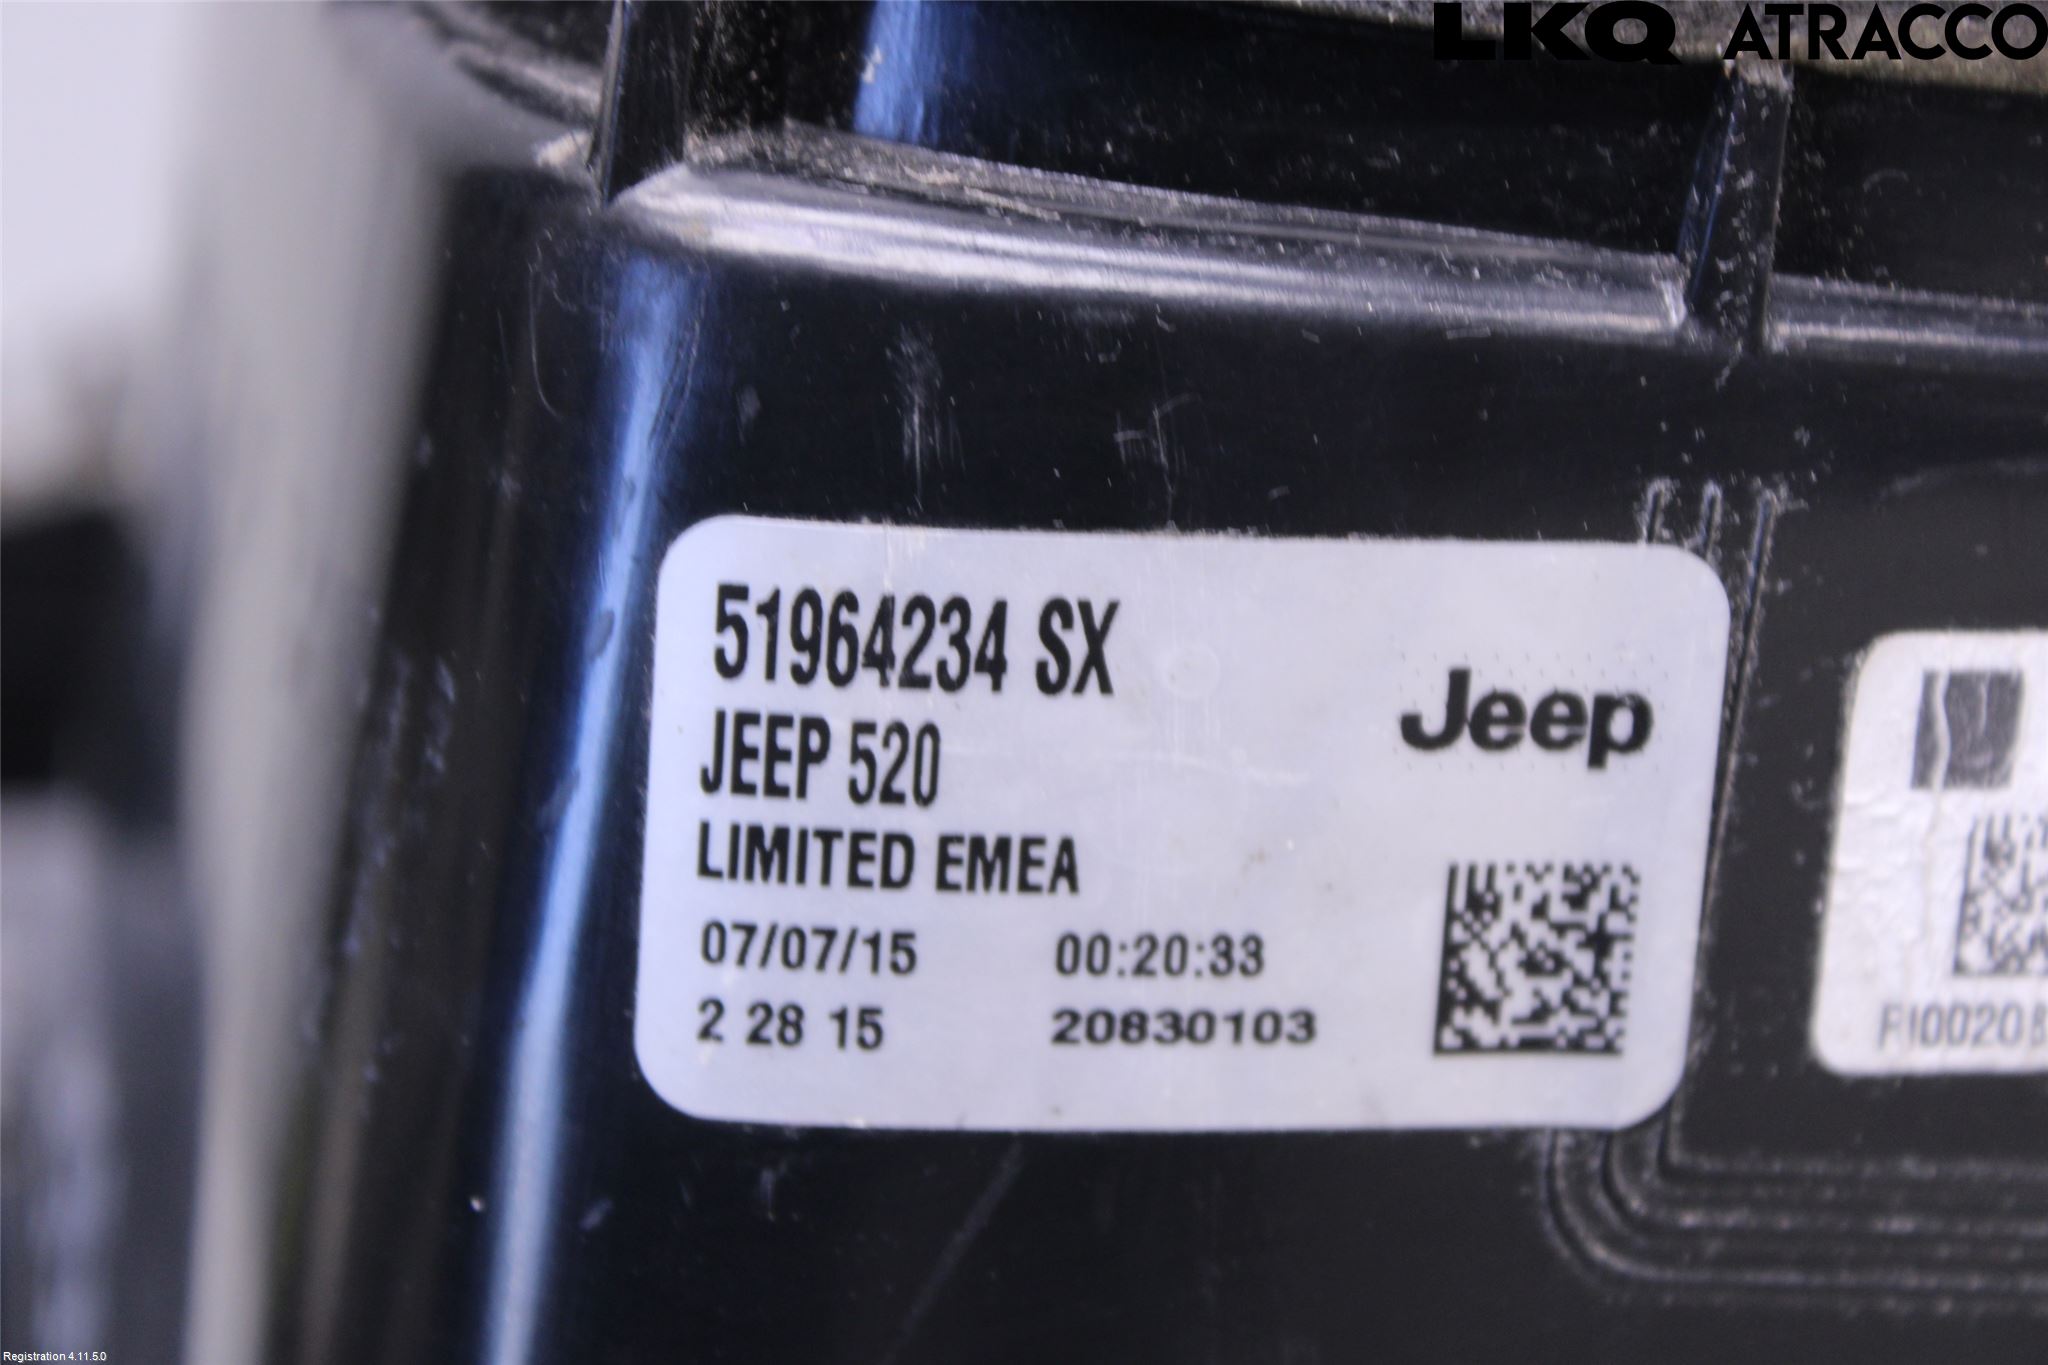 LKQ ATRACCO
51964234 SX
JEEP 520
Jeep
LIMITED EMEA
07/07/15 00:20:33
2 28 15 20830103
Registration 4.11.5.0